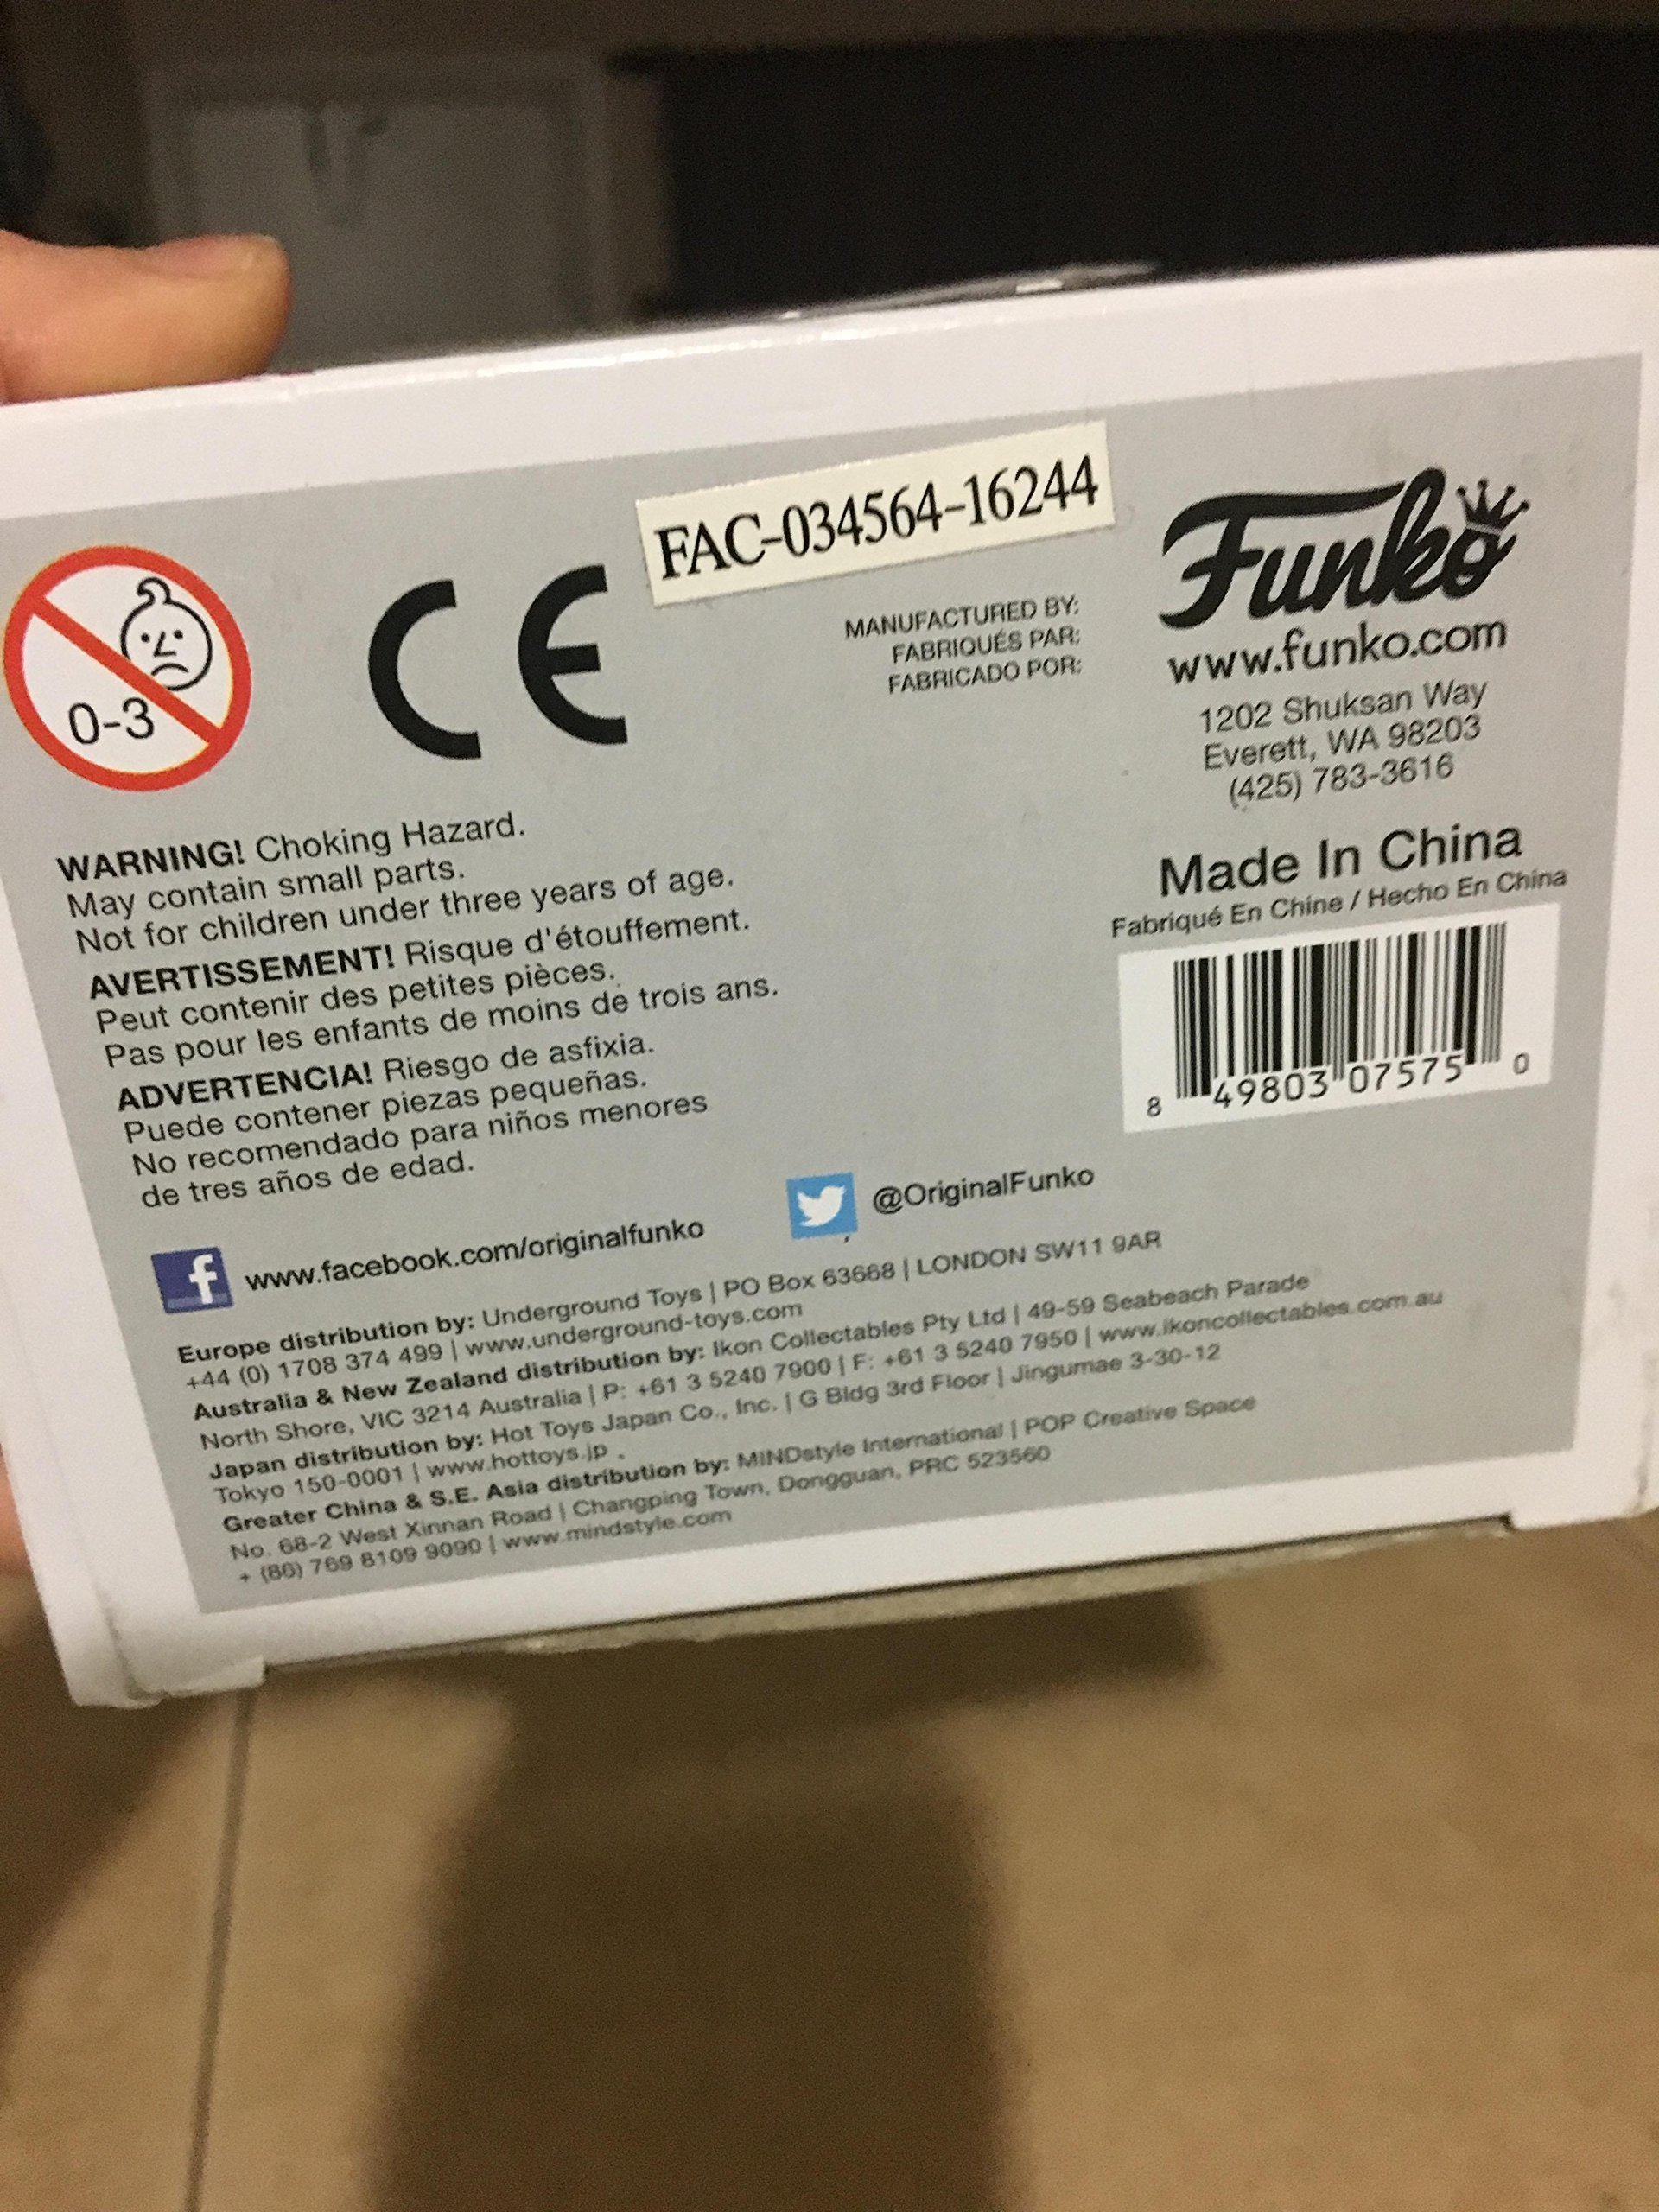 FAC-034564-16244
0-3
CE
MANUFACTURED BY:
FABRIQUÉS PAR:
FABRICADO POR:
Funko
www.funko.com
1202 Shuksan Way
Everett, WA 98203
(425) 783-3616
Made In China
Fabriqué En Chine / Hecho En China
8 49803 07575 0
WARNING! Choking Hazard.
May contain small parts.
Not for children under three years of age.
AVERTISSEMENT! Risque d'étouffement.
Peut contenir des petites pièces.
Pas pour les enfants de moins de trois ans.
ADVERTENCIA! Riesgo de asfixia.
Puede contener piezas pequeñas.
No recomendado para niños menores
de tres años de edad.
f www.facebook.com/originalfunko
@OriginalFunko
Europe distribution by: Underground Toys | PO Box 63668 | LONDON SW11 9AR
+44 (0) 1708 374 499 | www.underground-toys.com
Australia & New Zealand distribution by: Ikon Collectables Pty Ltd | 49-59 Seabeach Parade
North Shore, VIC 3214 Australia | P: +61 3 5240 7900 | F: +61 3 5240 7950 | www.ikoncollectables.com.au
Japan distribution by: Hot Toys Japan Co., Inc. | G Bldg 3rd Floor | Jingumae 3-30-12
Tokyo 150-0001 | www.hottoys.jp .
Greater China & S.E. Asia distribution by: MINDstyle International | POP Creative Space
No. 68-2 West Xinnan Road | Changping Town, Dongguan, PRC 523560
+ (86) 769 8109 9090 | www.mindstyle.com